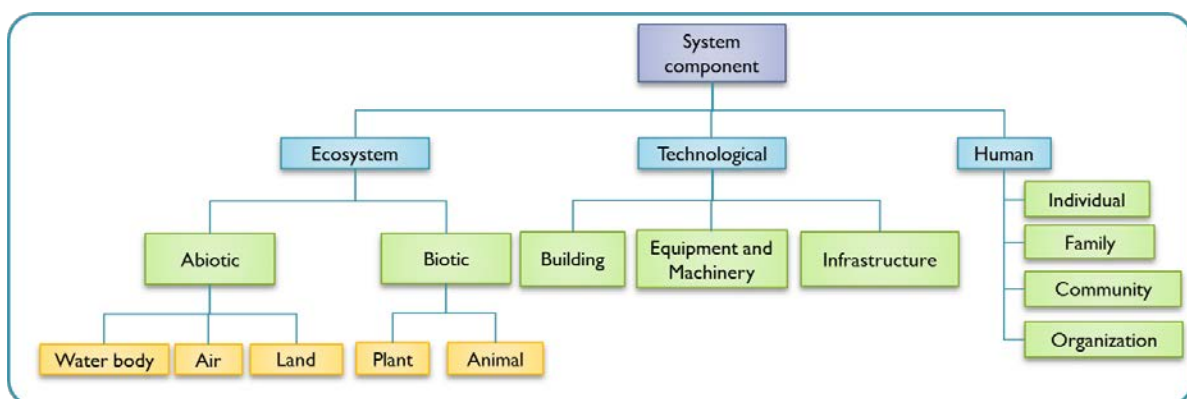 System
component
Ecosystem
Technological
Human
Individual
Family
Community
Organization
Abiotic
Biotic
Building
Equipment and
Machinery
Infrastructure
Water body
Air
Land
Plant
Animal